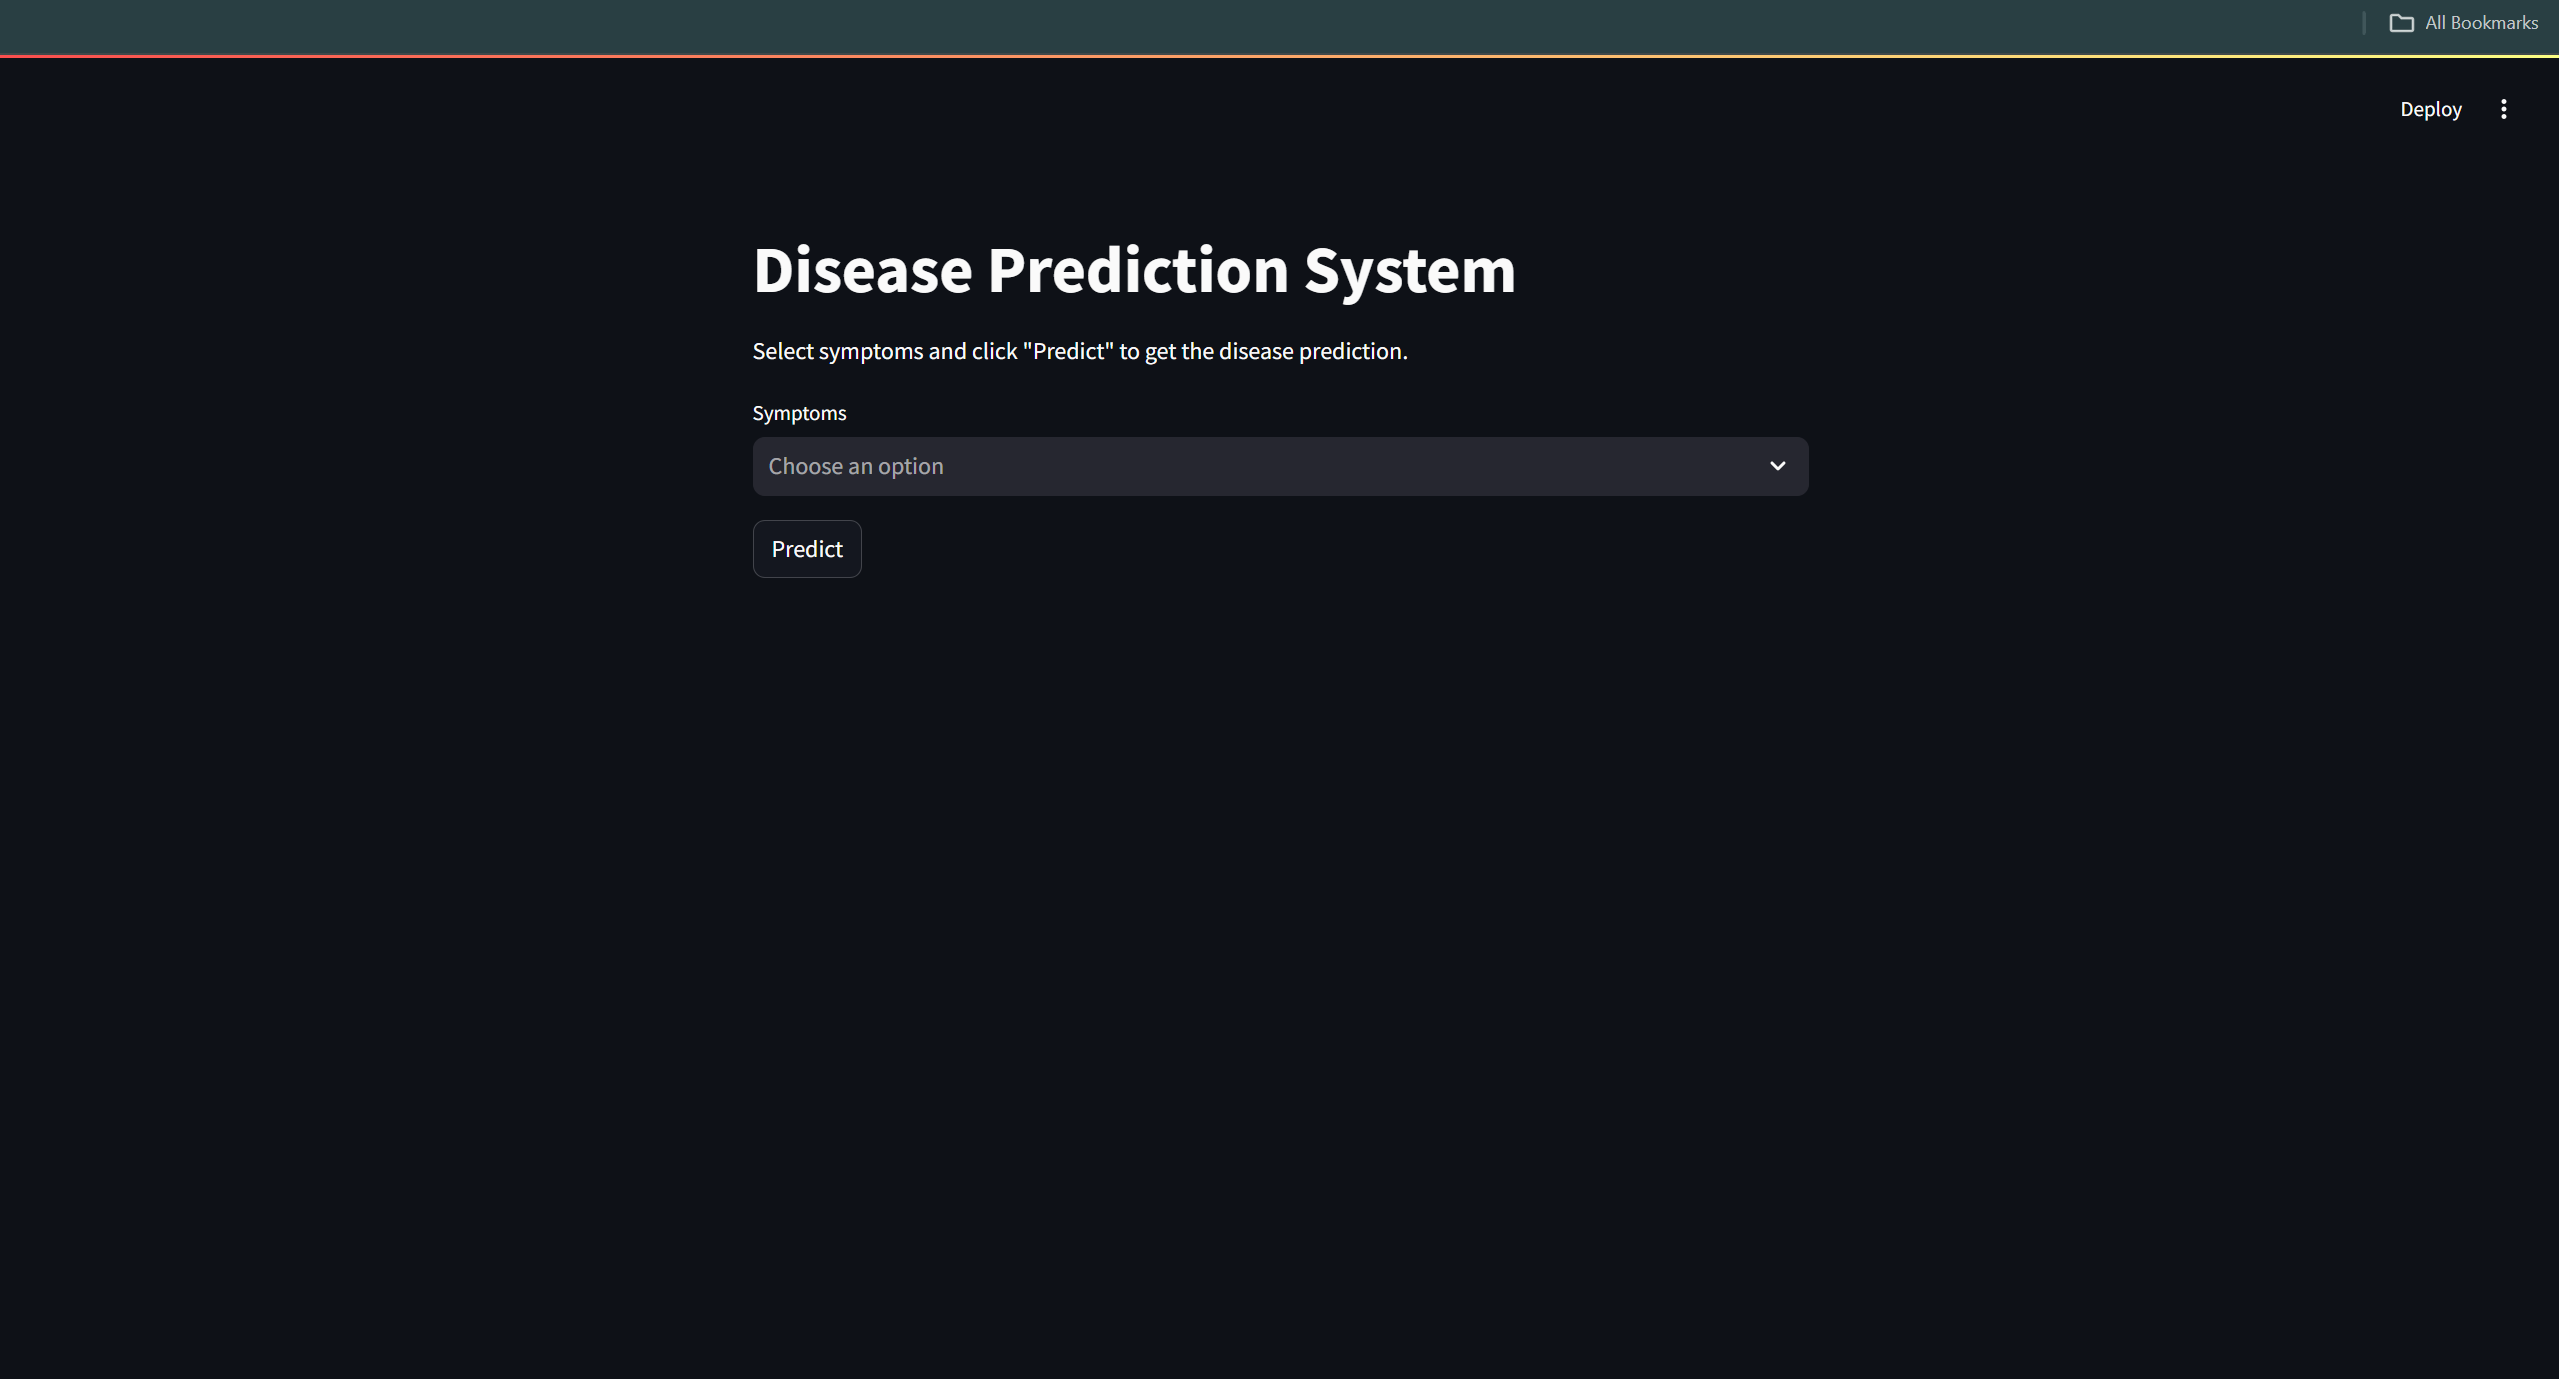 All Bookmarks
Deploy
Disease Prediction System
Select symptoms and click "Predict" to get the disease prediction.
Symptoms
Choose an option
Predict